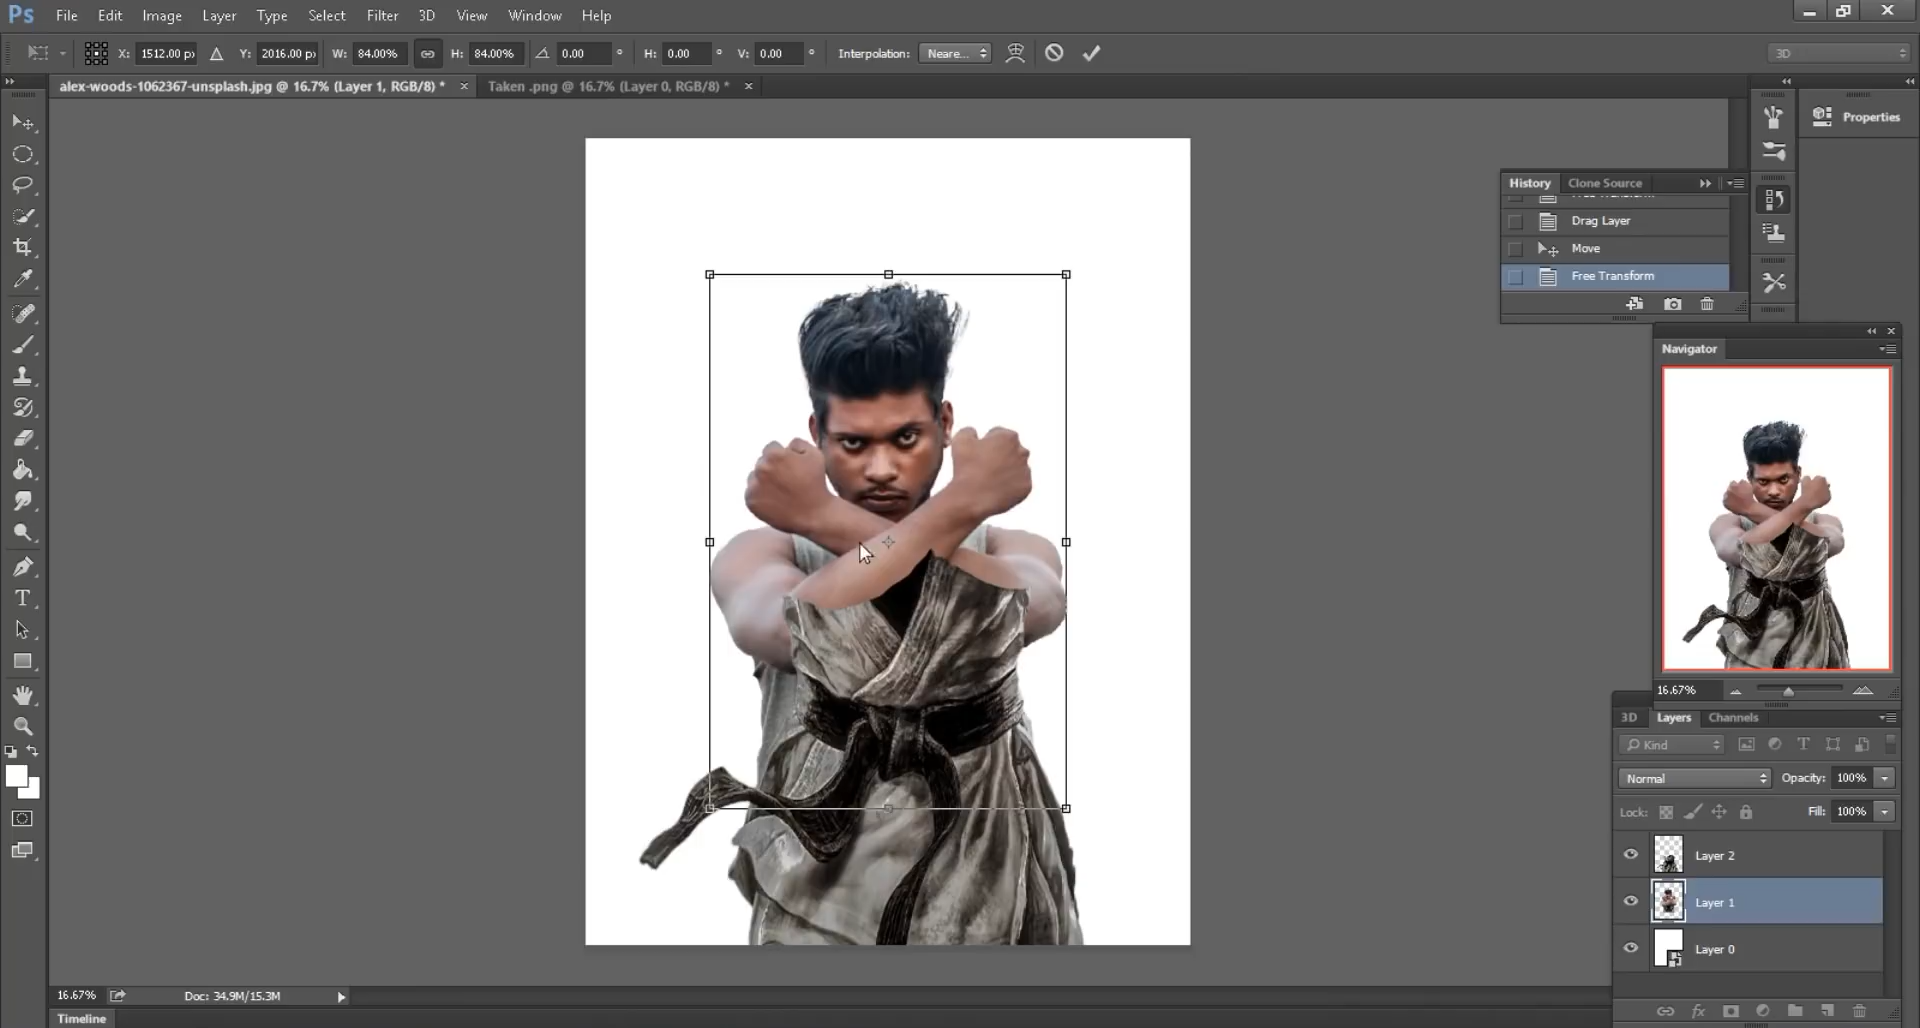 Ps File Edit Image Layer Type Select Filter 3D View Window Help
X: 1512.00 px Y: 2016.00 px W: 84.00% H: 84.00% 0.00 ° H: 0.00 ° V: 0.00 ° Interpolation: Neare... 3D
alex-woods-1062367-unsplash.jpg @ 16.7% (Layer 1, RGB/8) * × Taken .png @ 16.7% (Layer 0, RGB/8) * ×
Properties
History Clone Source
Drag Layer
Move
Free Transform
Navigator
16.67%
3D Layers Channels
Kind
Normal Opacity: 100%
Lock: Fill: 100%
Layer 2
Layer 1
Layer 0
fx
16.67% Doc: 34.9M/15.3M
Timeline